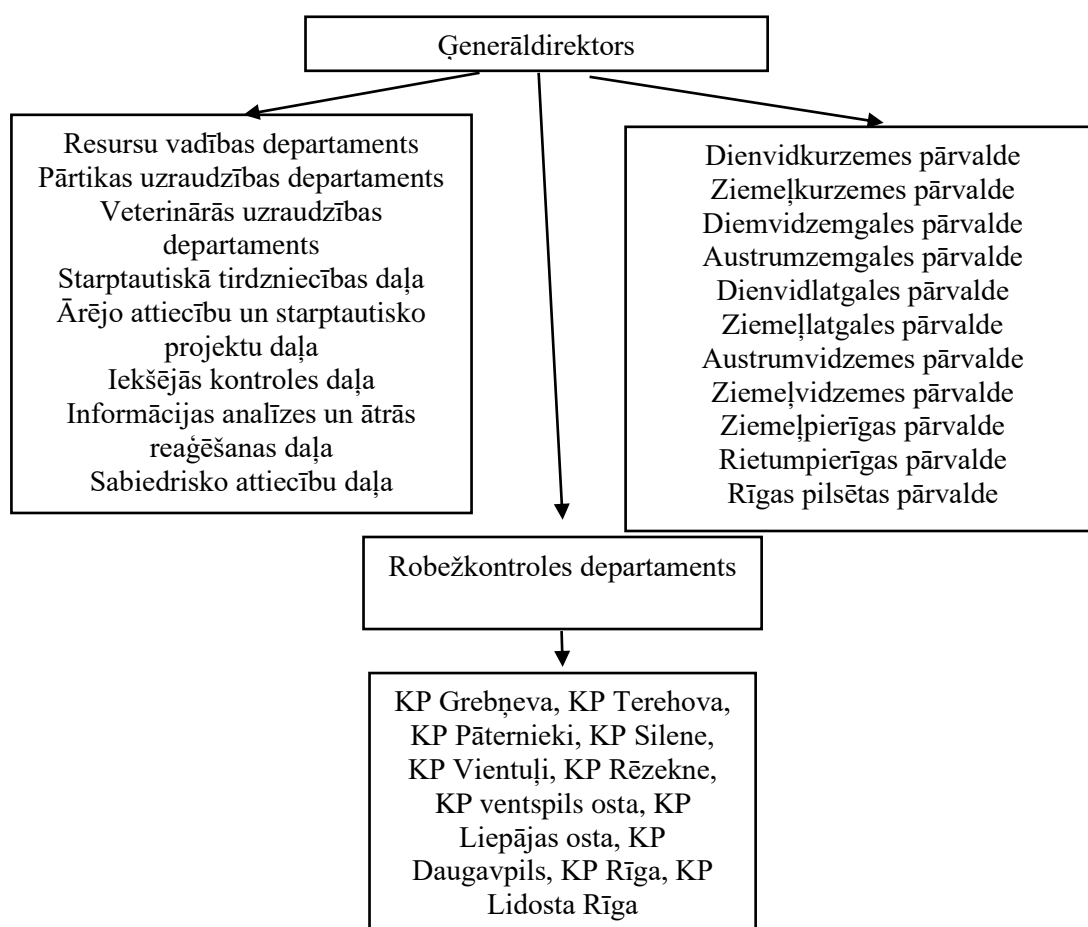 Ģenerāldirektors
Resursu vadības departaments
Pārtikas uzraudzības departaments
Veterinārās uzraudzības
departaments
Starptautiskā tirdzniecības daļa
Ārējo attiecību un starptautisko
projektu daļa
Iekšējās kontroles daļa
Informācijas analīzes un ātrās
reaģēšanas daļa
Sabiedrisko attiecību daļa
Dienvidkurzemes pārvalde
Ziemeļkurzemes pārvalde
Diemvidzemgales pārvalde
Austrumzemgales pārvalde
Dienvidlatgales pārvalde
Ziemeļlatgales pārvalde
Austrumvidzemes pārvalde
Ziemeļvidzemes pārvalde
Ziemeļpierīgas pārvalde
Rietumpierīgas pārvalde
Rīgas pilsētas pārvalde
Robežkontroles departaments
KP Grebņeva, KP Terehova,
KP Pāternieki, KP Silene,
KP Vientuļi, KP Rēzekne,
KP ventspils osta, KP
Liepājas osta, KP
Daugavpils, KP Rīga, KP
Lidosta Rīga